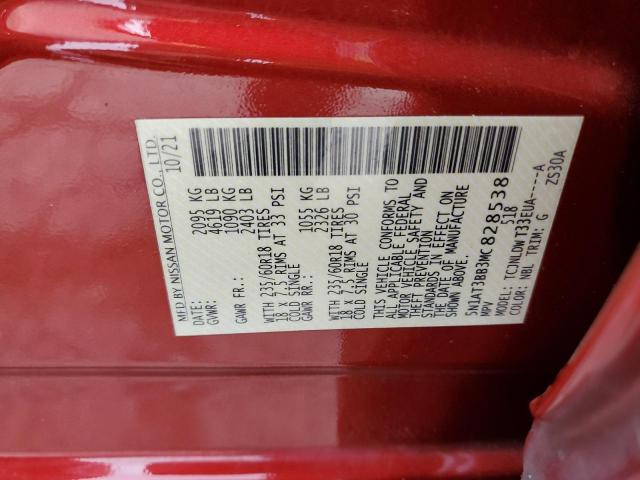 MFD BY NISSAN MOTOR CO., LTD.
10/21
GVWR: 2095 KG
4619 LB
GAWR FR.: 1090 KG
2403 LB
WITH 235/60R18 TIRES
18 X 7.5 RIMS AT 33 PSI
COLD SINGLE
GAWR RR.: 1055 KG
2326 LB
WITH 235/60R18 TIRES
18 X 7.5 RIMS AT 30 PSI
COLD SINGLE
THIS VEHICLE CONFORMS TO
ALL APPLICABLE FEDERAL
MOTOR VEHICLE SAFETY AND
THEFT PREVENTION
STANDARDS IN EFFECT ON
THE DATE OF MANUFACTURE
SHOWN ABOVE.
5N1AT3BB3MC828538
MPV 518
MODEL: TCJNLDWT33EUA-----A
COLOR: NBL TRIM: G ZS30A